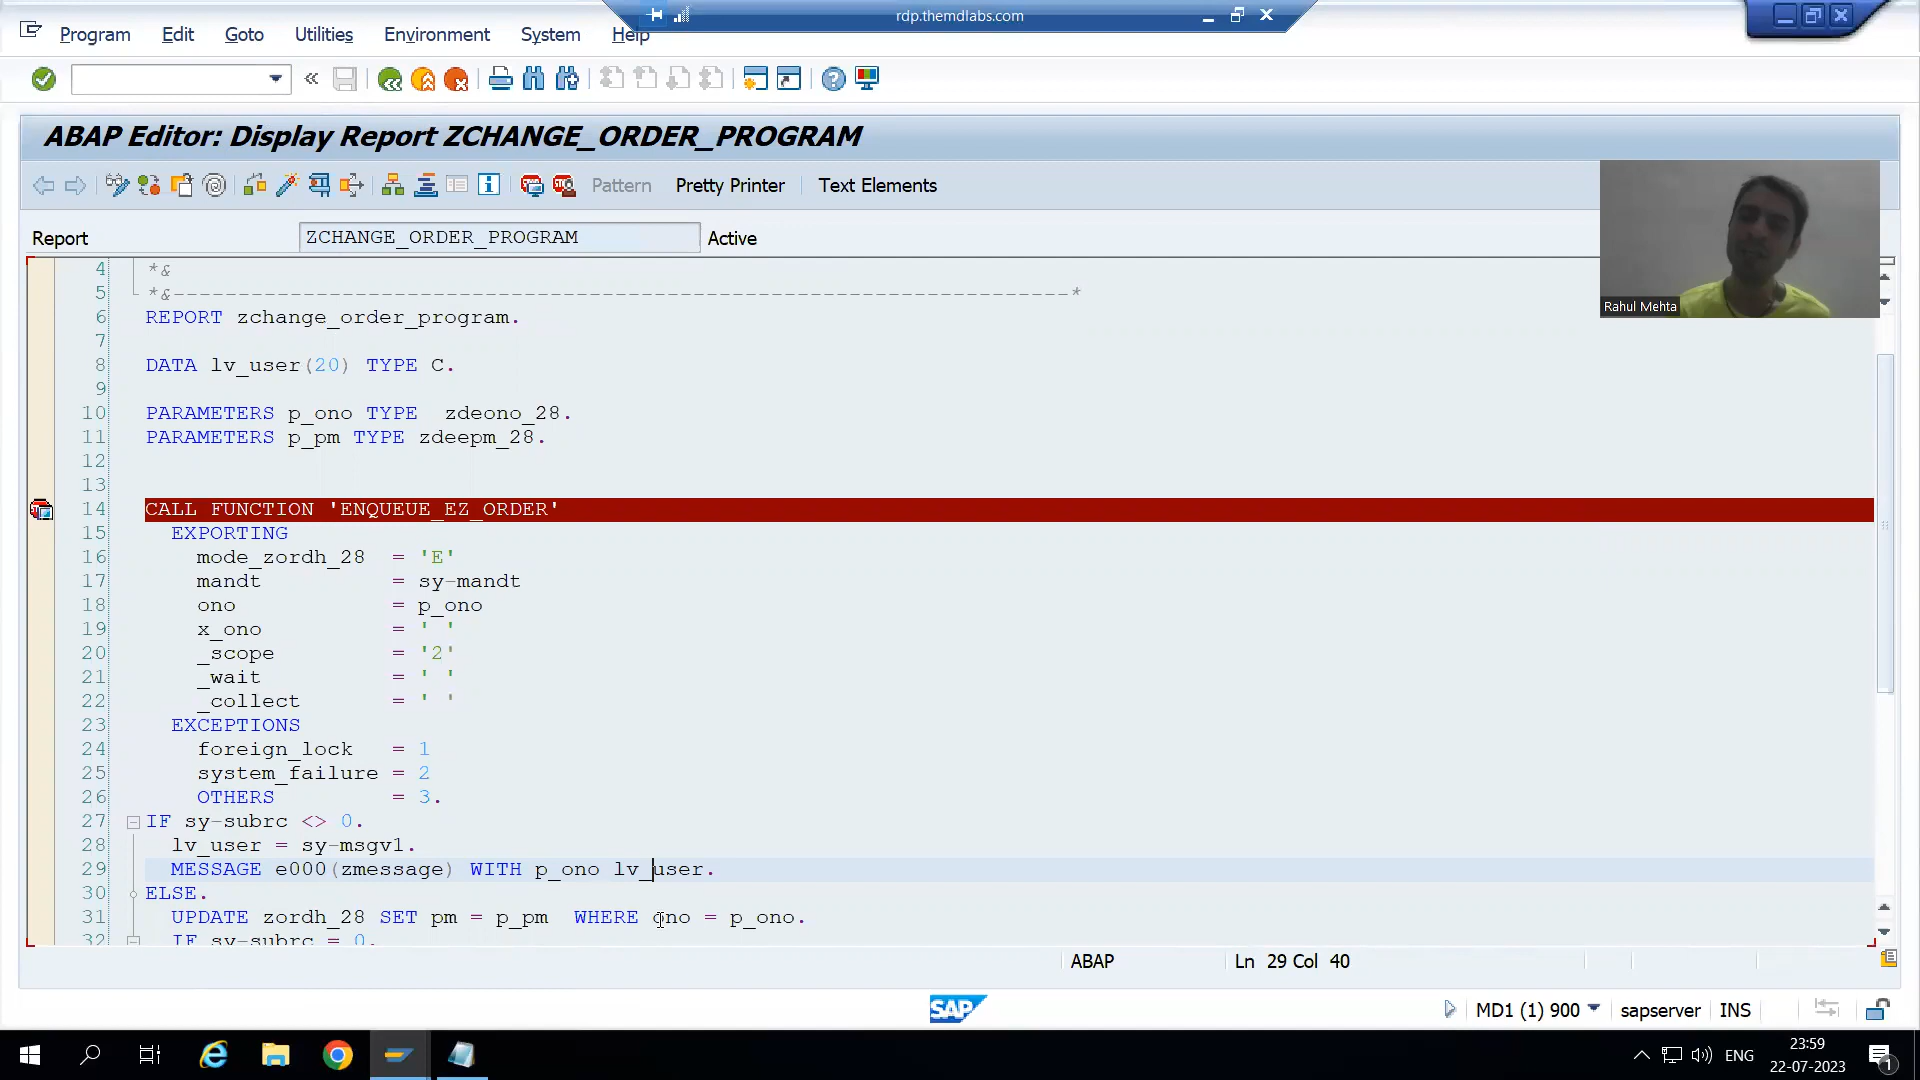 rdp.themdlabs.com
Program Edit Goto Utilities Environment System Help
ABAP Editor: Display Report ZCHANGE_ORDER_PROGRAM
Pattern Pretty Printer Text Elements
Report ZCHANGE_ORDER_PROGRAM Active
Rahul Mehta
4 *&
5 *&---------------------------------------------------------------------*
6 REPORT zchange_order_program.
7
8 DATA lv_user(20) TYPE C.
9
10 PARAMETERS p_ono TYPE  zdeono_28.
11 PARAMETERS p_pm TYPE zdeepm_28.
12
13
14 CALL FUNCTION 'ENQUEUE_EZ_ORDER'
15 EXPORTING
16 mode_zordh_28 = 'E'
17 mandt = sy-mandt
18 ono = p_ono
19 x_ono = ' '
20 _scope = '2'
21 _wait = ' '
22 _collect = ' '
23 EXCEPTIONS
24 foreign_lock = 1
25 system_failure = 2
26 OTHERS = 3.
27 IF sy-subrc <> 0.
28 lv_user = sy-msgv1.
29 MESSAGE e000(zmessage) WITH p_ono lv_user.
30 ELSE.
31 UPDATE zordh_28 SET pm = p_pm  WHERE ono = p_ono.
32 IF sy-subrc = 0.
ABAP Ln 29 Col 40
SAP MD1 (1) 900 sapserver INS
ENG 23:59
22-07-2023
1